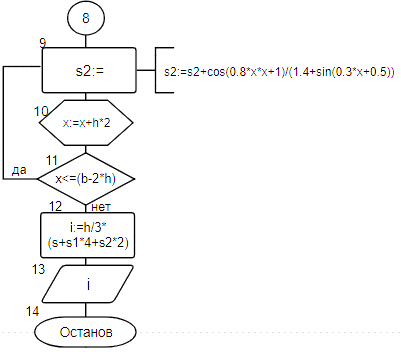 8
9
s2:=
s2:=s2+cos(0.8*x*x+1)/(1.4+sin(0.3*x+0.5))
10
x:=x+h*2
11
да
x<=(b-2*h)
12
нет
i:=h/3*
(s+s1*4+s2*2)
13
i
14
Останов